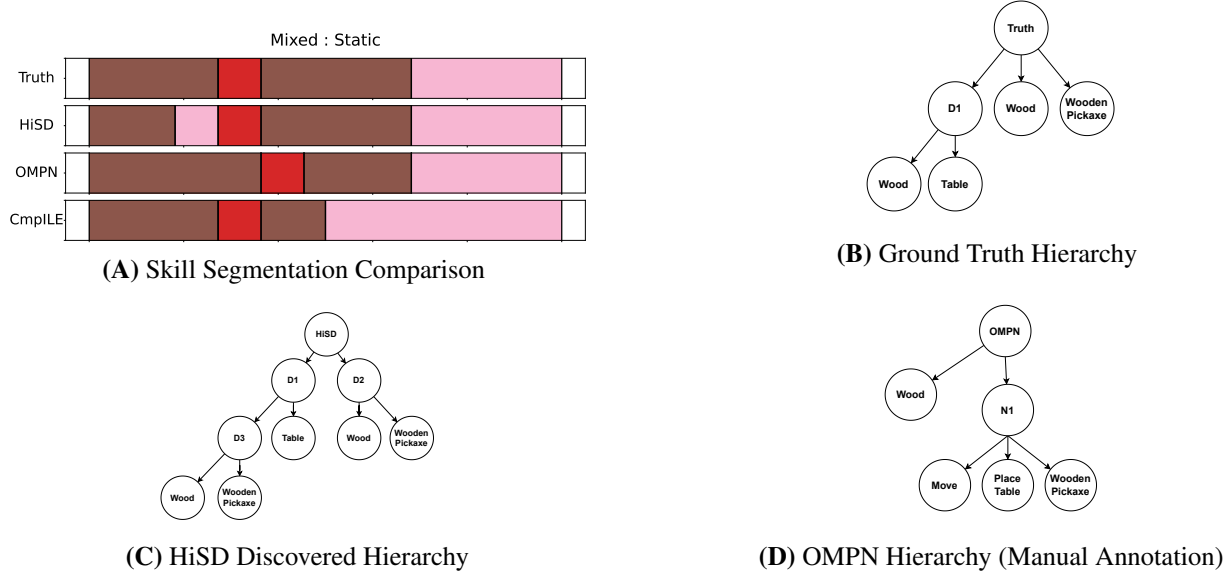 Mixed : Static
Truth
HiSD
OMPN
CmpILE
(A) Skill Segmentation Comparison
Truth
D1
Wood
Wooden
Pickaxe
Wood
Table
(B) Ground Truth Hierarchy
HiSD
D1
D2
D3
Table
Wood
Wooden
Pickaxe
Wood
Wooden
Pickaxe
(C) HiSD Discovered Hierarchy
OMPN
Wood
N1
Move
Place
Table
Wooden
Pickaxe
(D) OMPN Hierarchy (Manual Annotation)